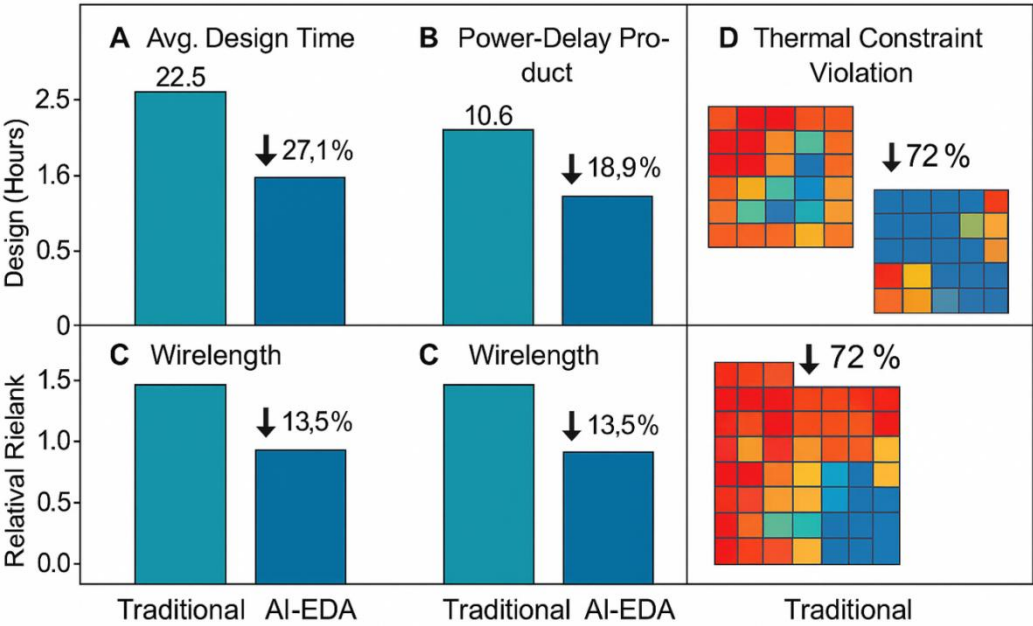 A Avg. Design Time
22.5
27,1%
B Power-Delay Pro-
duct
10.6
18,9%
D Thermal Constraint
Violation
72 %
Design (Hours)
2.5
1.6
0.5
0
C Wirelength
13,5%
C Wirelength
13,5%
72 %
Relatival Rielank
1.5
1.0
0.5
0.0
Traditional AI-EDA
Traditional AI-EDA
Traditional